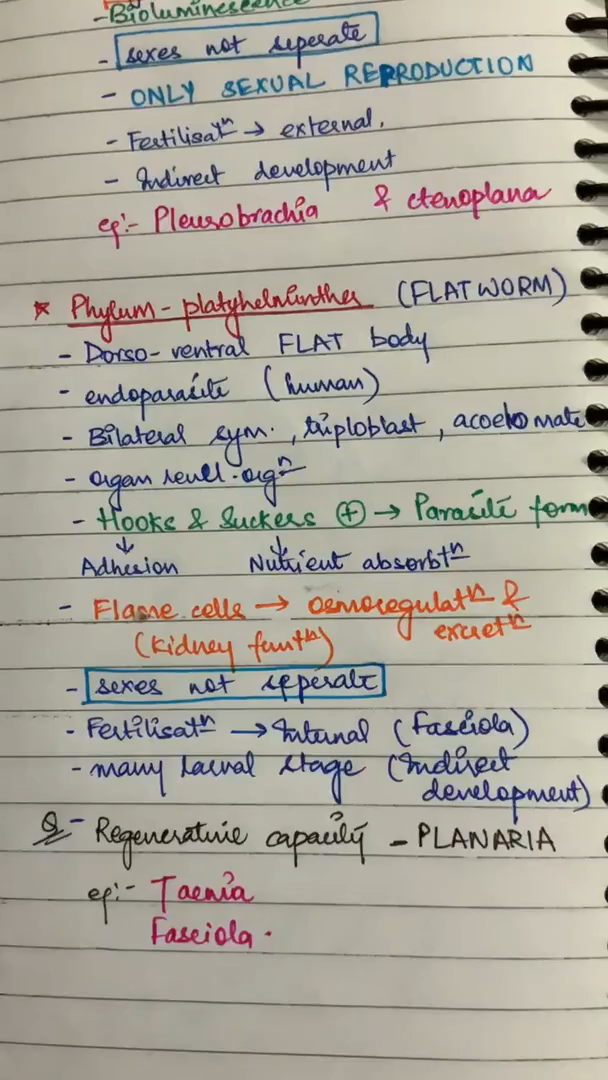 - Bioluminescence
- sexes not seperate
- ONLY SEXUAL REPRODUCTION
- Fertilisatⁿ → external.
- Indirect development
eg:- Pleurobrachia & ctenoplana
* Phylum - platyhelminthes (FLATWORM)
- Dorso-ventral FLAT body
- endoparasite (human)
- Bilateral sym. , triploblast , acoelomate
- organ level.orgⁿ
- Hooks & Suckers ⊕ → Parasite form
↓ ↓
Adhesion Nutrient absorbtⁿ
- Flame cells → osmoregulatⁿ &
(kidney funtⁿ) excretⁿ
- sexes not seperate
- Fertilisatⁿ → Internal (Fasciola)
- many larval stage (Indirect
development)
Q - Regenerative capacity - PLANARIA
eg:- Taenia
Fasciola .